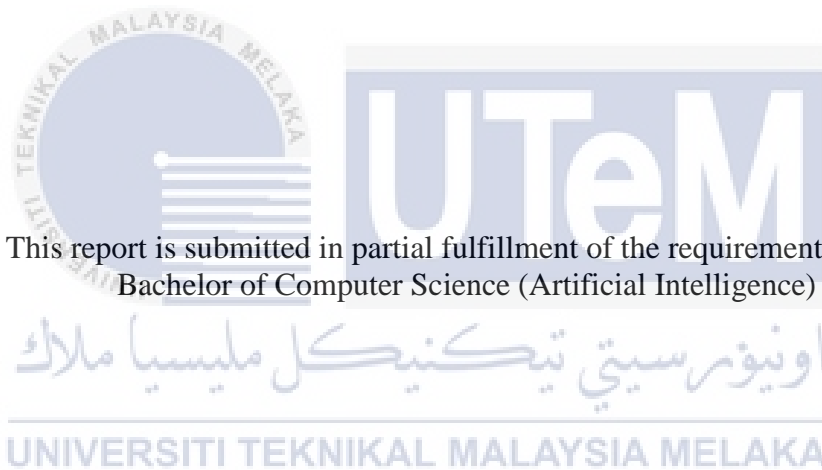 UNIVERSITI TEKNIKAL MALAYSIA MELAKA
UTeM
This report is submitted in partial fulfillment of the requirement
Bachelor of Computer Science (Artificial Intelligence)
اونيۏرسيتي تيكنيكل مليسيا ملاك
UNIVERSITI TEKNIKAL MALAYSIA MELAKA